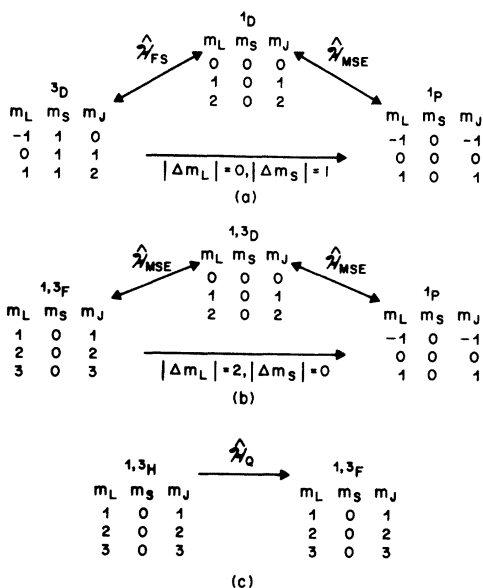 ¹D
m_L m_S m_J
0 0 0
1 0 1
2 0 2
Ĥ_FS
Ĥ_MSE
³D
m_L m_S m_J
-1 1 0
0 1 1
1 1 2
¹P
m_L m_S m_J
-1 0 -1
0 0 0
1 0 1
|Δm_L| = 0, |Δm_S| = 1
(a)
¹,³D
m_L m_S m_J
0 0 0
1 0 1
2 0 2
Ĥ_MSE
Ĥ_MSE
¹,³F
m_L m_S m_J
1 0 1
2 0 2
3 0 3
¹P
m_L m_S m_J
-1 0 -1
0 0 0
1 0 1
|Δm_L| = 2, |Δm_S| = 0
(b)
¹,³H
m_L m_S m_J
1 0 1
2 0 2
3 0 3
Ĥ_Q
¹,³F
m_L m_S m_J
1 0 1
2 0 2
3 0 3
(c)